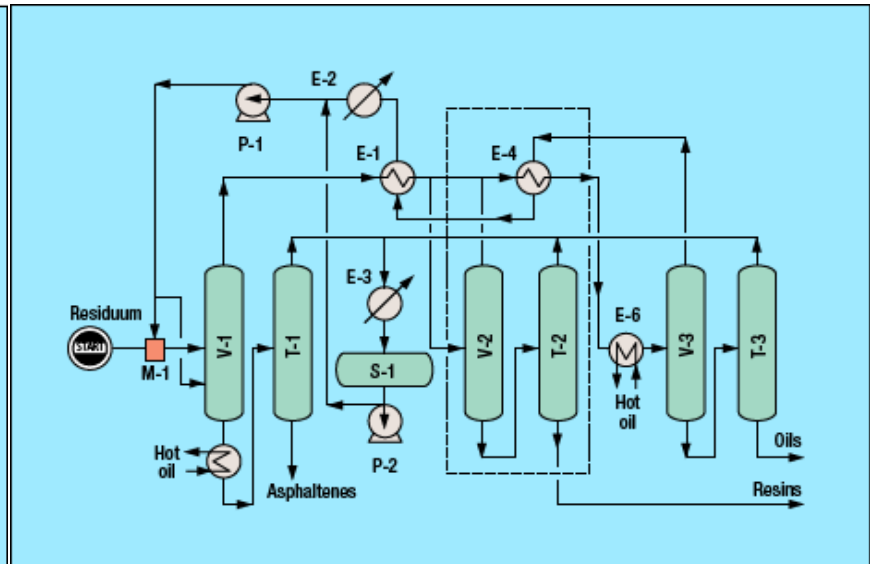 E-2
P-1
E-1
E-4
E-3
E-6
Residuum
START
M-1
V-1
T-1
S-1
V-2
T-2
V-3
T-3
Hot
oil
P-2
Hot
oil
Asphaltenes
Oils
Resins